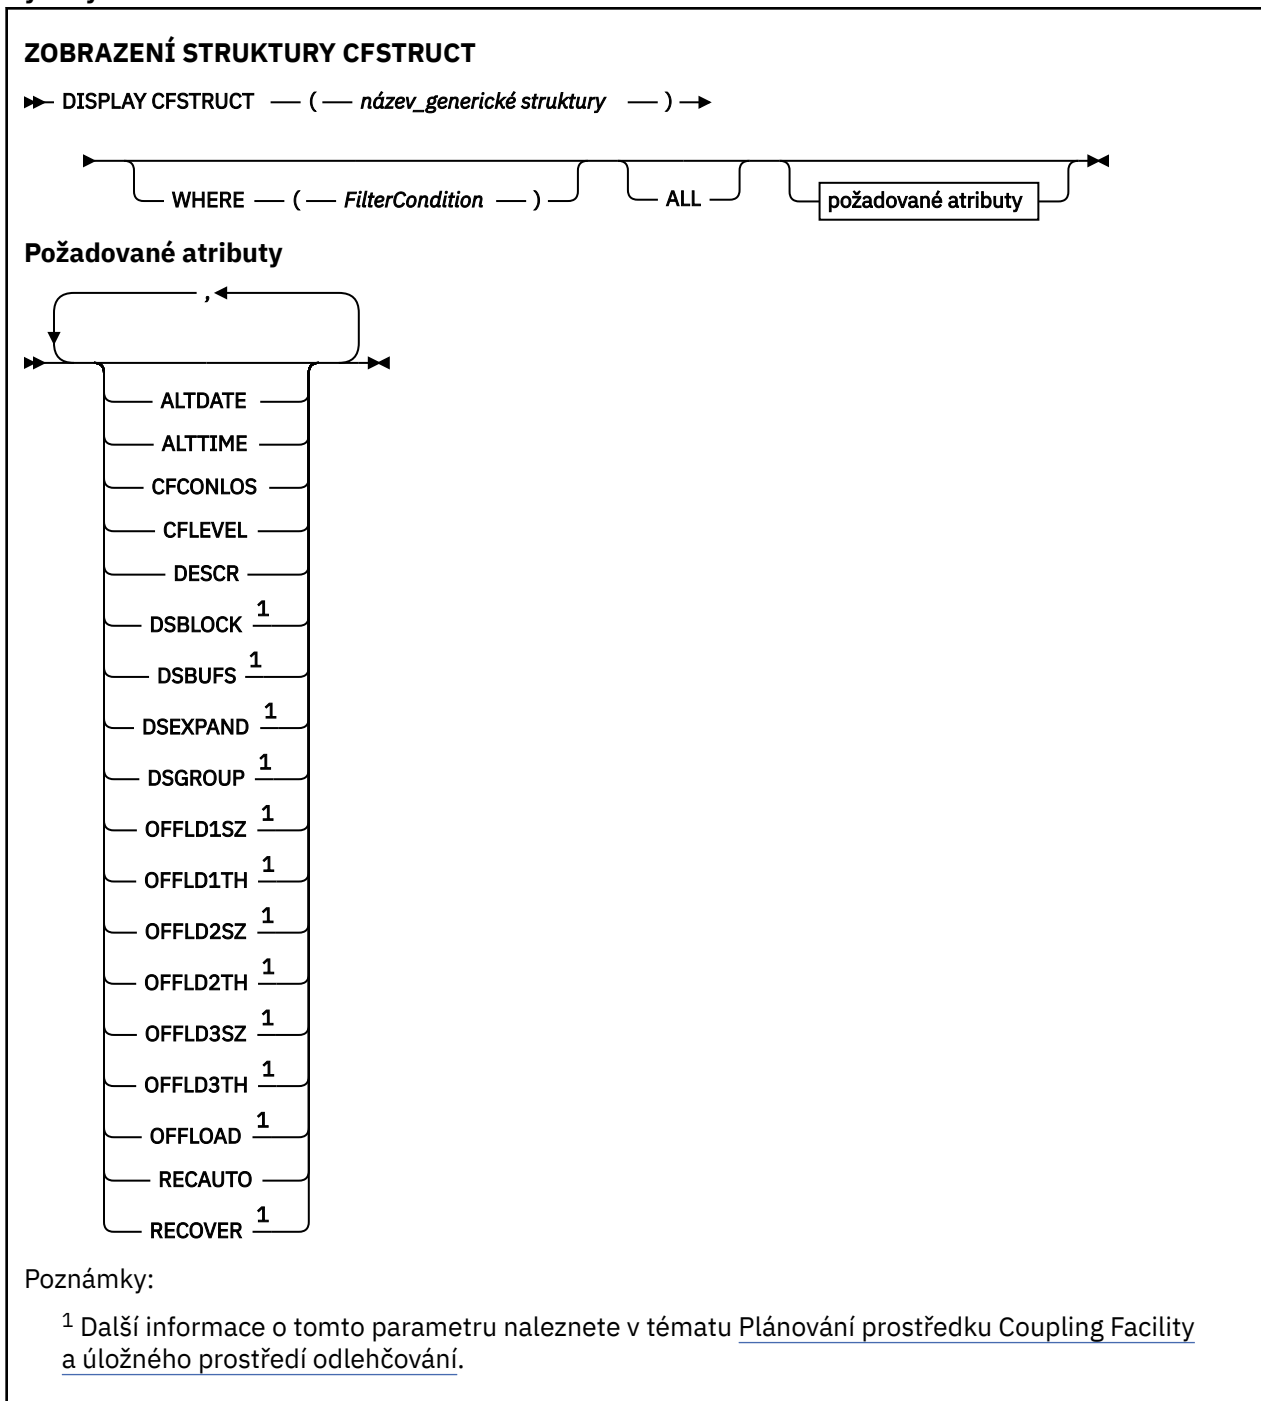 ZOBRAZENÍ STRUKTURY CFSTRUCT
DISPLAY CFSTRUCT ( název_generické struktury )
WHERE ( FilterCondition ) ALL požadované atributy
Požadované atributy
,
ALTDATE
ALTTIME
CFCONLOS
CFLEVEL
DESCR
DSBLOCK 1
DSBUFS 1
DSEXPAND 1
DSGROUP 1
OFFLD1SZ 1
OFFLD1TH 1
OFFLD2SZ 1
OFFLD2TH 1
OFFLD3SZ 1
OFFLD3TH 1
OFFLOAD 1
RECAUTO
RECOVER 1
Poznámky:
1 Další informace o tomto parametru naleznete v tématu Plánování prostředku Coupling Facility
a úložného prostředí odlehčování.